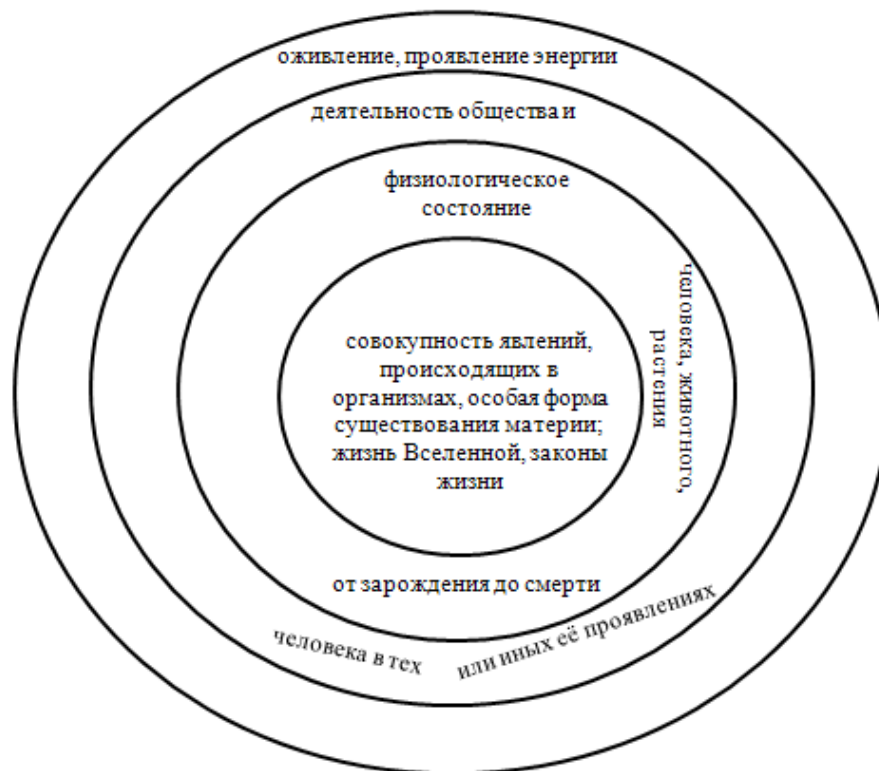 оживление, проявление энергии
деятельность общества и
физиологическое
состояние
человека, животного,
растения
совокупность явлений,
происходящих в
организмах, особая форма
существования материи;
жизнь Вселенной, законы
жизни
от зарождения до смерти
человека в тех
или иных её проявлениях